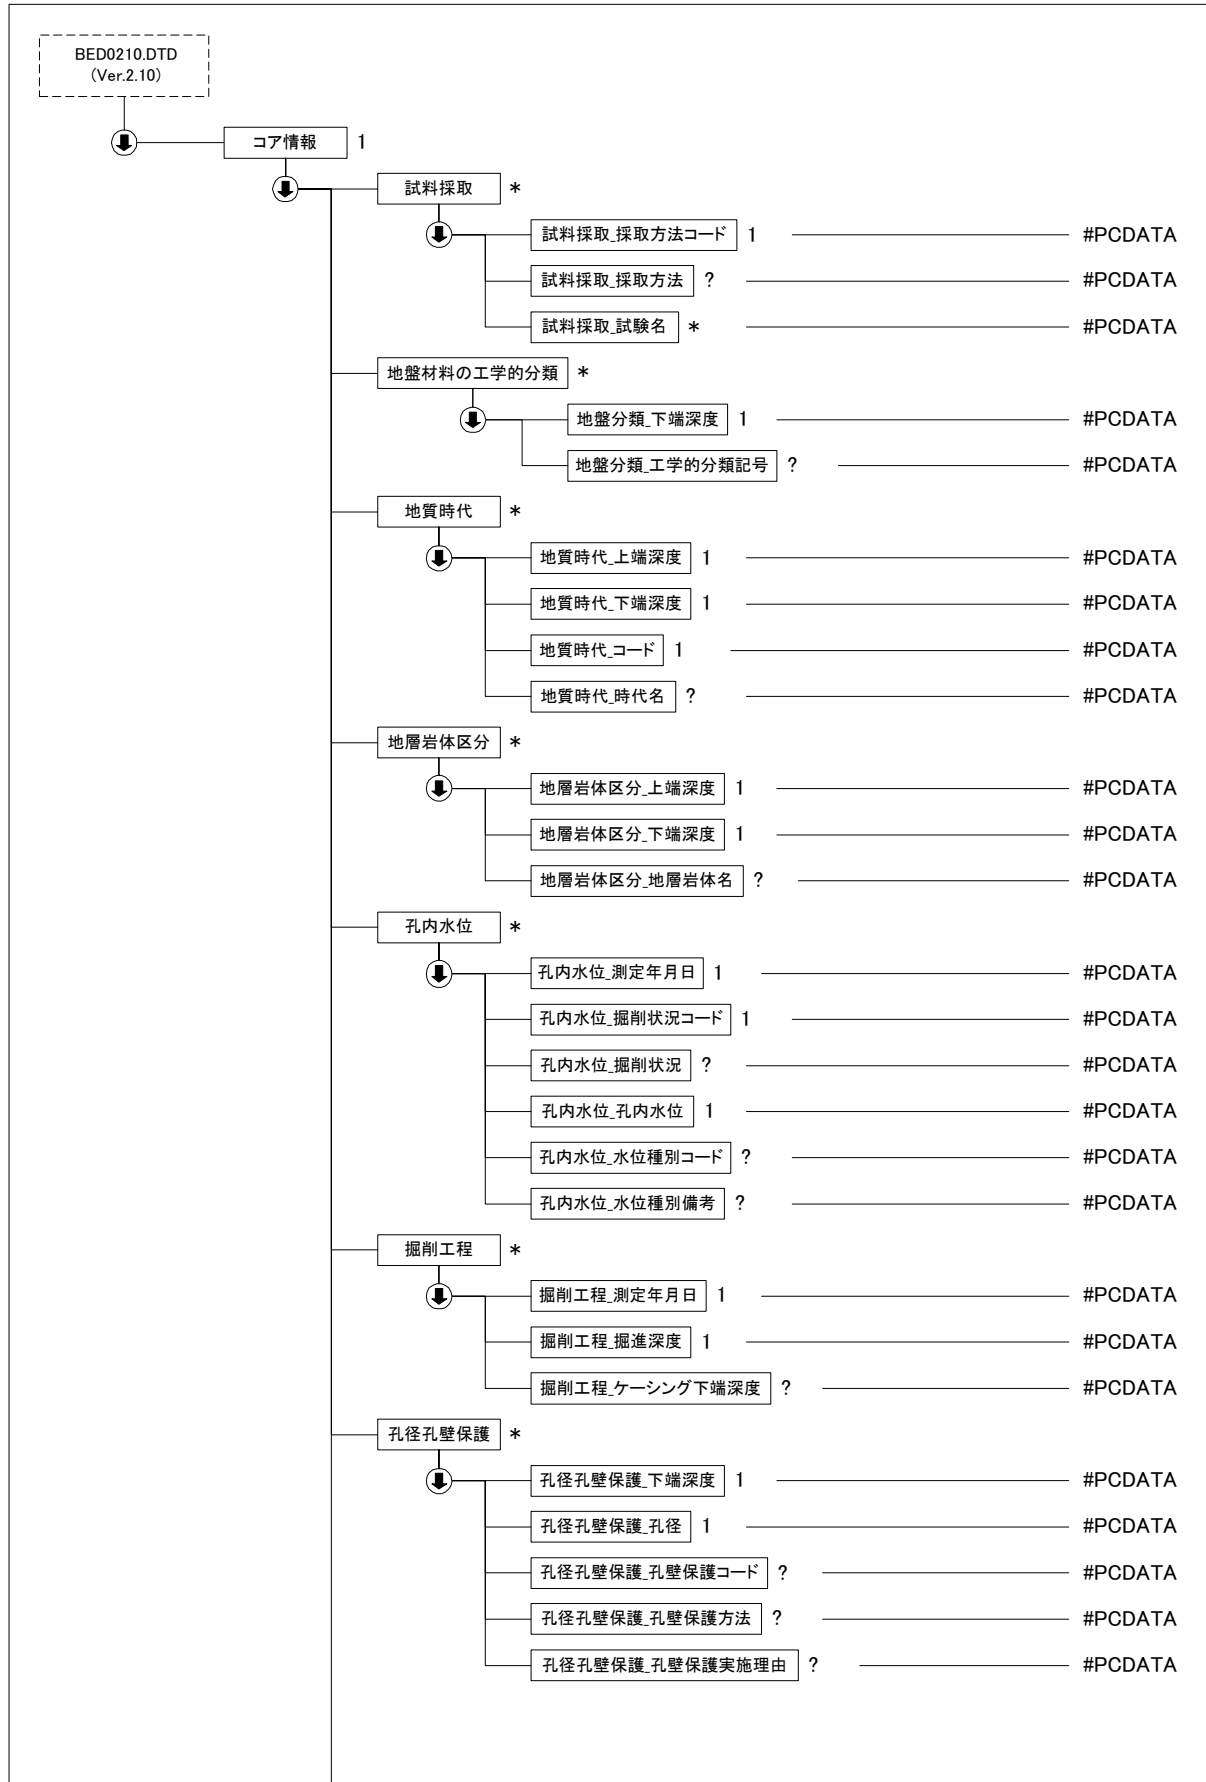 BED0210.DTD
(Ver.2.10)
コア情報 1
試料採取 *
試料採取_採取方法コード 1 #PCDATA
試料採取_採取方法 ? #PCDATA
試料採取_試験名 * #PCDATA
地盤材料の工学的分類 *
地盤分類_下端深度 1 #PCDATA
地盤分類_工学的分類記号 ? #PCDATA
地質時代 *
地質時代_上端深度 1 #PCDATA
地質時代_下端深度 1 #PCDATA
地質時代_コード 1 #PCDATA
地質時代_時代名 ? #PCDATA
地層岩体区分 *
地層岩体区分_上端深度 1 #PCDATA
地層岩体区分_下端深度 1 #PCDATA
地層岩体区分_地層岩体名 ? #PCDATA
孔内水位 *
孔内水位_測定年月日 1 #PCDATA
孔内水位_掘削状況コード 1 #PCDATA
孔内水位_掘削状況 ? #PCDATA
孔内水位_孔内水位 1 #PCDATA
孔内水位_水位種別コード ? #PCDATA
孔内水位_水位種別備考 ? #PCDATA
掘削工程 *
掘削工程_測定年月日 1 #PCDATA
掘削工程_掘進深度 1 #PCDATA
掘削工程_ケーシング下端深度 ? #PCDATA
孔径孔壁保護 *
孔径孔壁保護_下端深度 1 #PCDATA
孔径孔壁保護_孔径 1 #PCDATA
孔径孔壁保護_孔壁保護コード ? #PCDATA
孔径孔壁保護_孔壁保護方法 ? #PCDATA
孔径孔壁保護_孔壁保護実施理由 ? #PCDATA